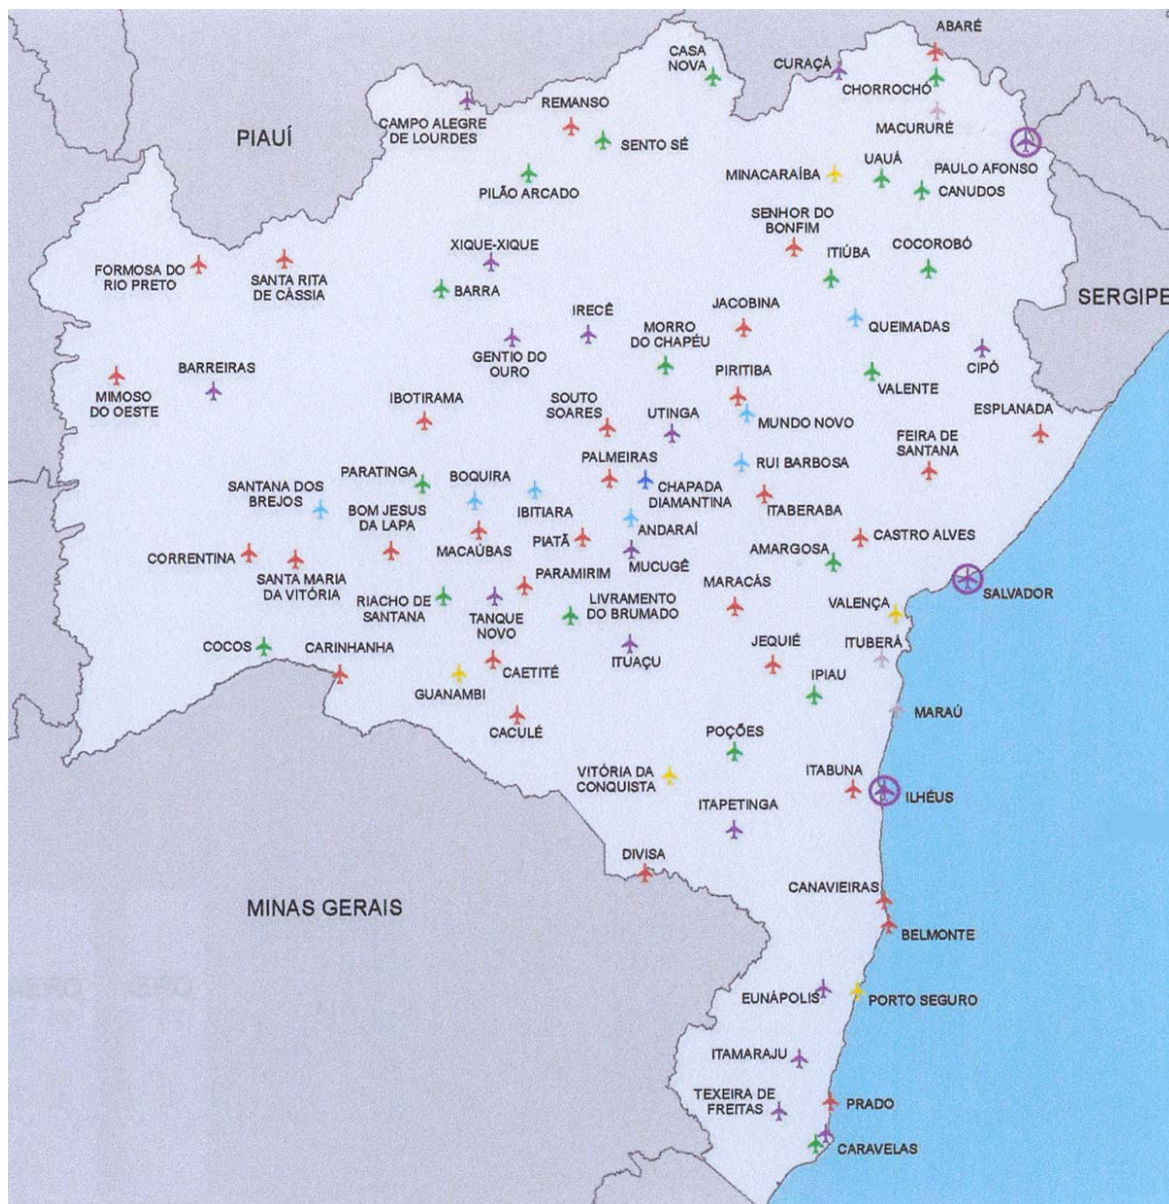 ABARÉ
CASA
NOVA
CURAÇÁ
CHORROCHÓ
REMANSO
CAMPO ALEGRE
DE LOURDES
MACURURÉ
PIAUÍ
SENTO SÉ
UAUÁ
PAULO AFONSO
MINACARAÍBA
CANUDOS
PILÃO ARCADO
SENHOR DO
BONFIM
XIQUE-XIQUE
COCOROBÓ
ITIÚBA
FORMOSA DO
RIO PRETO
SANTA RITA
DE CÀSSIA
BARRA
SERGIPE
IRECÊ
JACOBINA
MORRO
DO CHAPÉU
QUEIMADAS
GENTIO DO
OURO
CIPÓ
BARREIRAS
PIRITIBA
VALENTE
MIMOSO
DO OESTE
IBOTIRAMA
SOUTO
SOARES
UTINGA
MUNDO NOVO
ESPLANADA
FEIRA DE
SANTANA
PALMEIRAS
RUI BARBOSA
PARATINGA
BOQUIRA
CHAPADA
DIAMANTINA
SANTANA DOS
BREJOS
IBITIARA
ITABERABA
BOM JESUS
DA LAPA
ANDARAÍ
CASTRO ALVES
CORRENTINA
MACAÚBAS
PIATÃ
AMARGOSA
MUCUGÊ
SANTA MARIA
DA VITÓRIA
PARAMIRIM
MARACÁS
SALVADOR
RIACHO DE
SANTANA
TANQUE
NOVO
LIVRAMENTO
DO BRUMADO
VALENÇA
COCOS
CARINHANHA
ITUAÇU
JEQUIÉ
ITUBERÁ
CAETITÉ
GUANAMBI
IPIAU
CACULÉ
MARAÚ
POÇÕES
VITÓRIA DA
CONQUISTA
ITABUNA
ILHÉUS
ITAPETINGA
DIVISA
CANAVIEIRAS
MINAS GERAIS
BELMONTE
EUNÁPOLIS
PORTO SEGURO
ITAMARAJU
TEXEIRA DE
FREITAS
PRADO
CARAVELAS